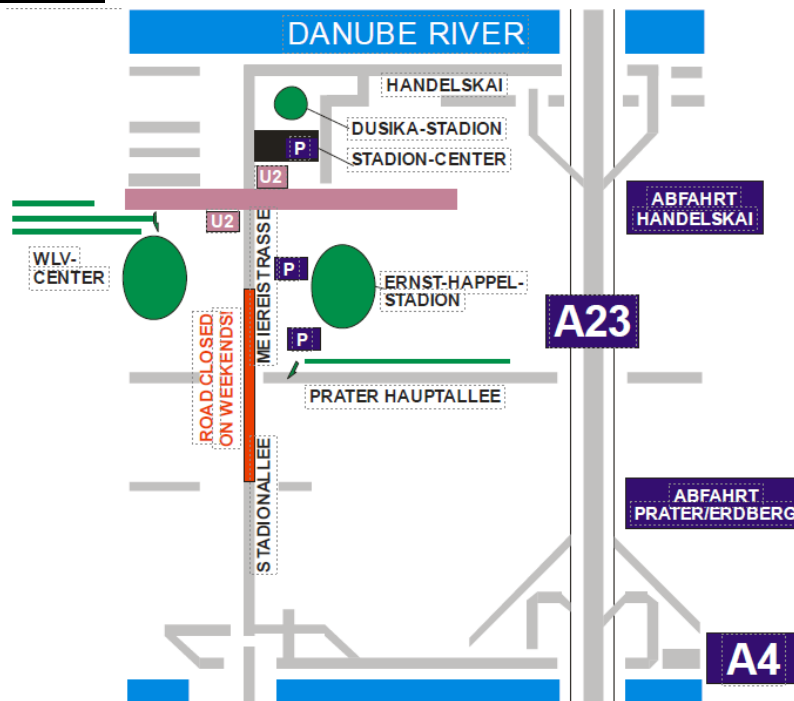 DANUBE RIVER
HANDELSKAI
DUSIKA-STADION
P
STADION-CENTER
U2
ABFAHRT
HANDELSKAI
U2
MEIEREISTRASSE
WLV-
CENTER
P
ERNST-HAPPEL-
STADION
A23
ROAD CLOSED
ON WEEKENDS!
P
PRATER HAUPTALLEE
STADIONALLEE
ABFAHRT
PRATER/ERDBERG
A4